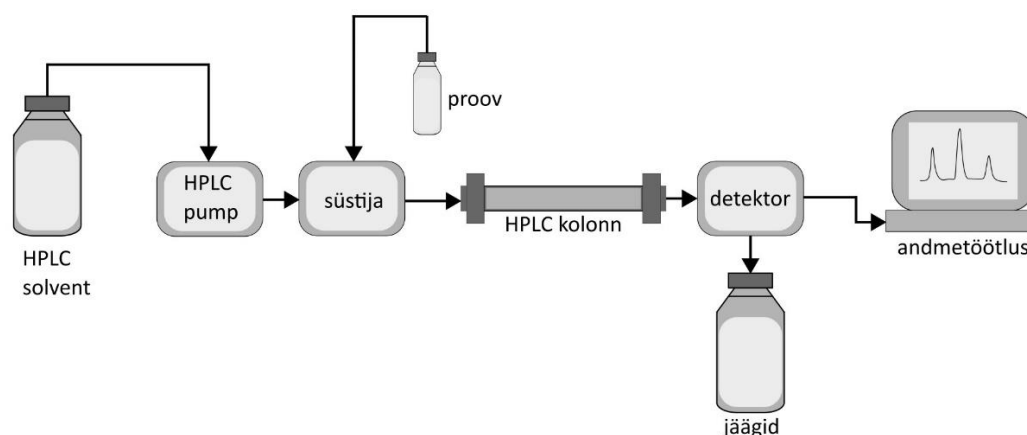 proov
HPLC
pump
süstija
detektor
HPLC kolonn
HPLC
solvent
andmetöötlus
jäägid